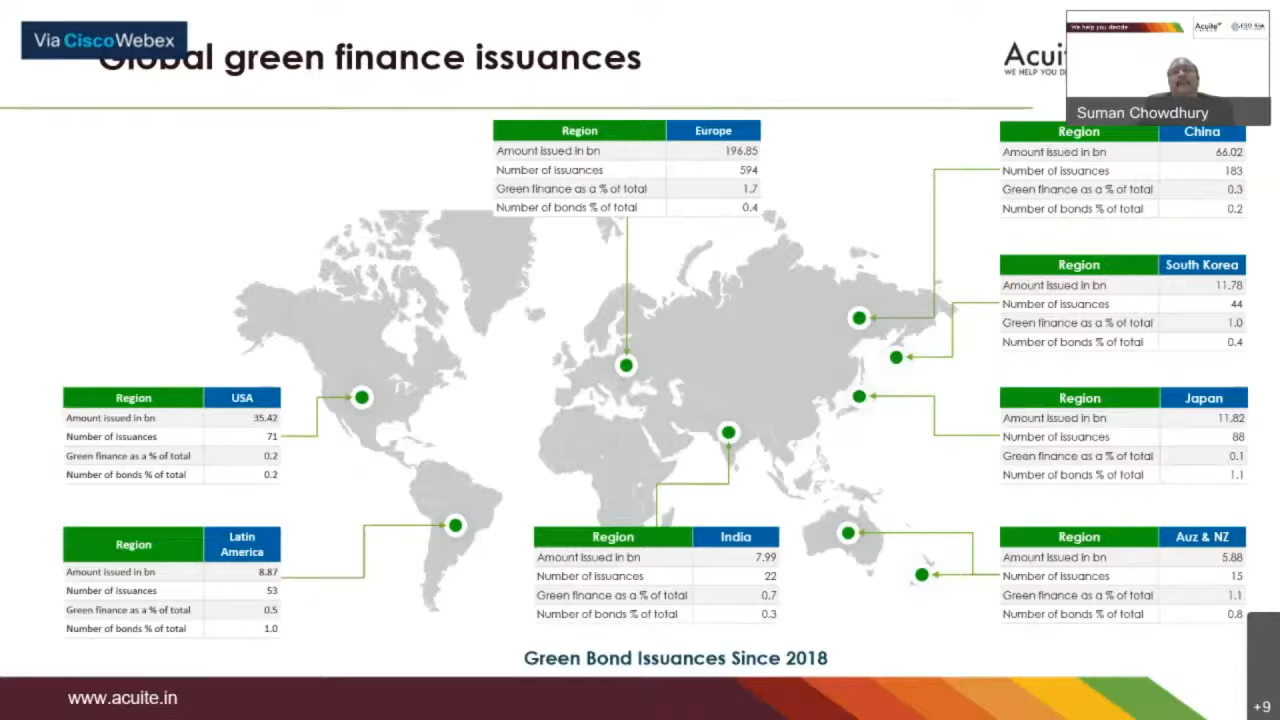 Via CiscoWebex
Global green finance issuances
Acuite
WE HELP YOU D
We help you decide
Acuite
ESG RISK
Suman Chowdhury
Region Europe
Amount issued in bn 196.85
Number of issuances 594
Green finance as a % of total 1.7
Number of bonds % of total 0.4
Region China
Amount issued in bn 66.02
Number of issuances 183
Green finance as a % of total 0.3
Number of bonds % of total 0.2
Region South Korea
Amount issued in bn 11.78
Number of issuances 44
Green finance as a % of total 1.0
Number of bonds % of total 0.4
Region USA
Amount issued in bn 35.42
Number of issuances 71
Green finance as a % of total 0.2
Number of bonds % of total 0.2
Region Japan
Amount issued in bn 11.82
Number of issuances 88
Green finance as a % of total 0.1
Number of bonds % of total 1.1
Region Latin America
Amount issued in bn 8.87
Number of issuances 53
Green finance as a % of total 0.5
Number of bonds % of total 1.0
Region India
Amount issued in bn 7.99
Number of issuances 22
Green finance as a % of total 0.7
Number of bonds % of total 0.3
Region Auz & NZ
Amount issued in bn 5.88
Number of issuances 15
Green finance as a % of total 1.1
Number of bonds % of total 0.8
Green Bond Issuances Since 2018
www.acuite.in
+9